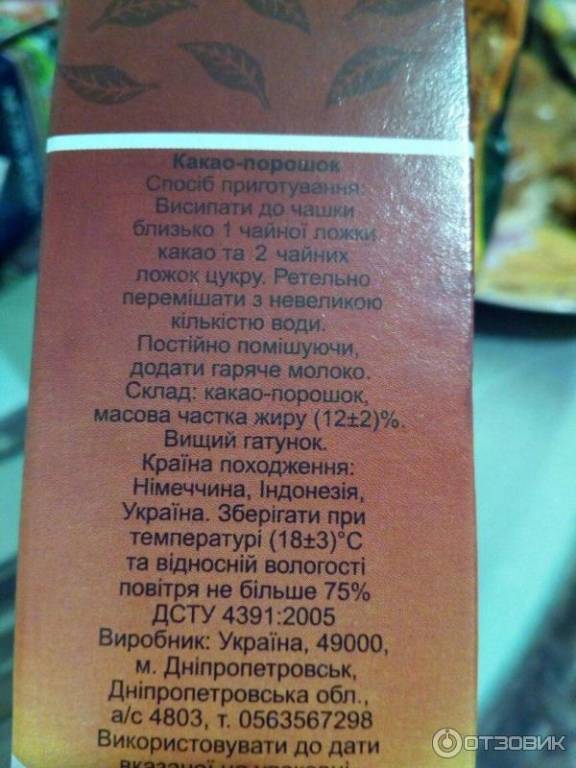 Какао-порошок
Спосіб приготування:
Висипати до чашки
близько 1 чайної ложки
какао та 2 чайних
ложок цукру. Ретельно
перемішати з невеликою
кількістю води.
Постійно помішуючи,
додати гаряче молоко.
Склад: какао-порошок,
масова частка жиру (12±2)%.
Вищий гатунок.
Країна походження:
Німеччина, Індонезія,
Україна. Зберігати при
температурі (18±3)°С
та відносній вологості
повітря не більше 75%
ДСТУ 4391:2005
Виробник: Україна, 49000,
м. Дніпропетровськ,
Дніпропетровська обл.,
а/с 4803, т. 0563567298
Використовувати до дати
вказаної на упаковці
ОТЗОВИК